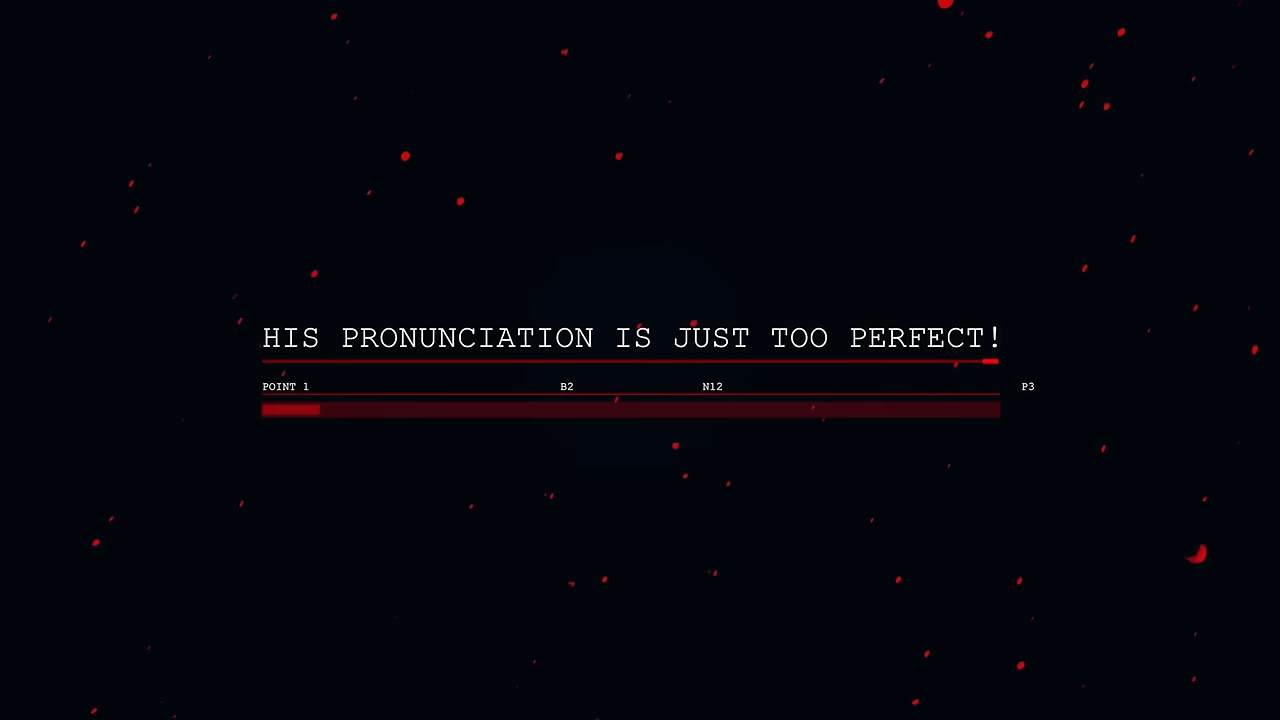 HIS PRONUNCIATION IS JUST TOO PERFECT!
POINT 1 B2 N12 P3